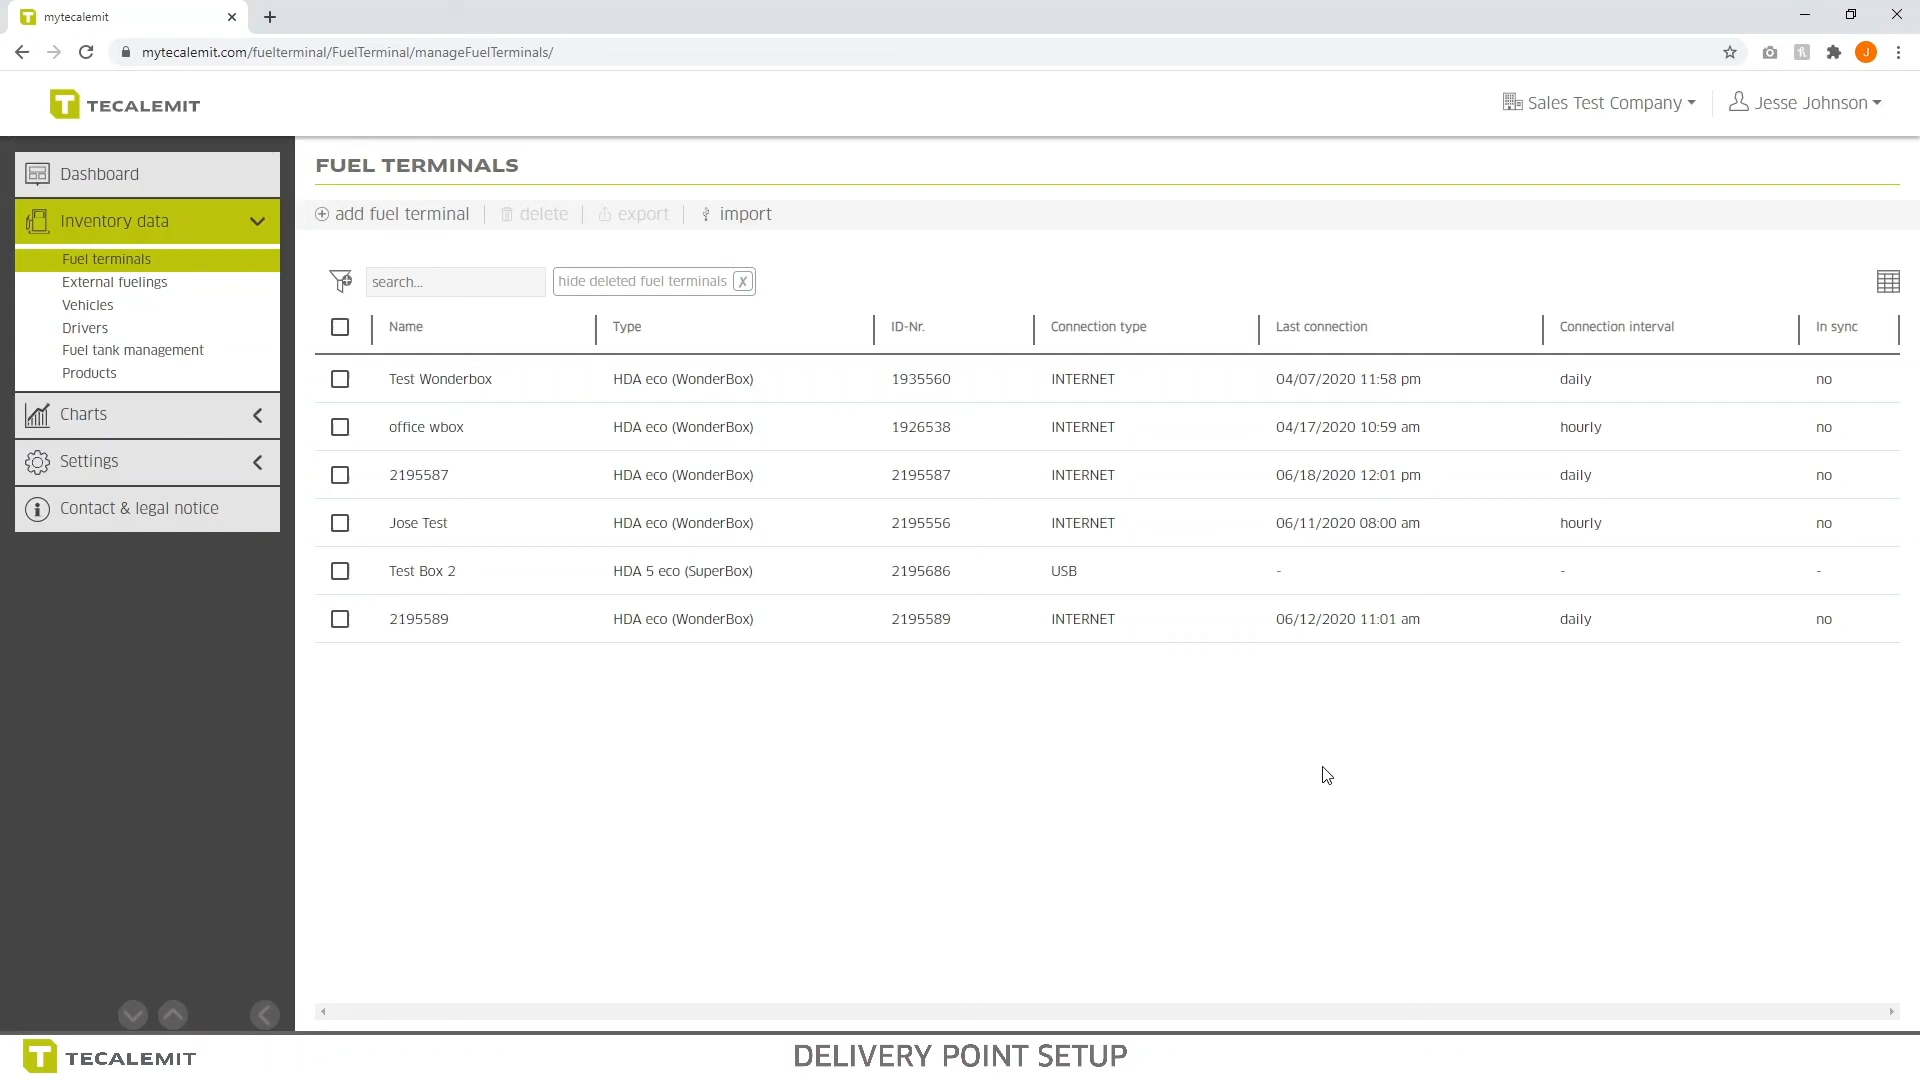 mytecalemit
mytecalemit.com/fuelterminal/FuelTerminal/manageFuelTerminals/
J
TECALEMIT
Sales Test Company
Jesse Johnson
Dashboard
Inventory data
Fuel terminals
External fuelings
Vehicles
Drivers
Fuel tank management
Products
Charts
Settings
Contact & legal notice
FUEL TERMINALS
add fuel terminal | delete | export | import
search... hide deleted fuel terminals X
Name Type ID-Nr. Connection type Last connection Connection interval In sync
Test Wonderbox HDA eco (WonderBox) 1935560 INTERNET 04/07/2020 11:58 pm daily no
office wbox HDA eco (WonderBox) 1926538 INTERNET 04/17/2020 10:59 am hourly no
2195587 HDA eco (WonderBox) 2195587 INTERNET 06/18/2020 12:01 pm daily no
Jose Test HDA eco (WonderBox) 2195556 INTERNET 06/11/2020 08:00 am hourly no
Test Box 2 HDA 5 eco (SuperBox) 2195686 USB - - -
2195589 HDA eco (WonderBox) 2195589 INTERNET 06/12/2020 11:01 am daily no
TECALEMIT
DELIVERY POINT SETUP